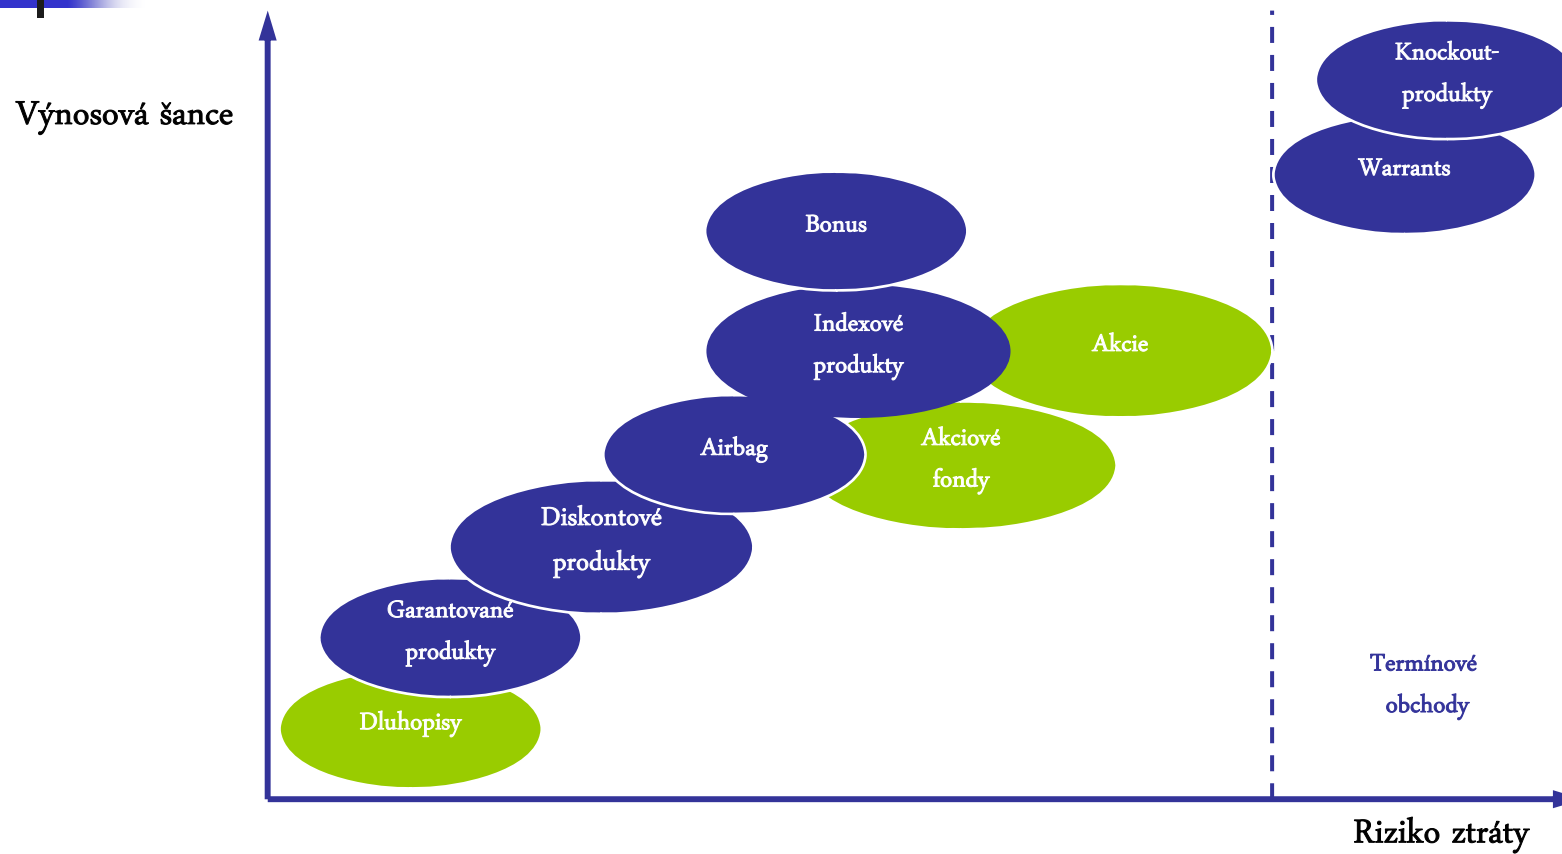 Výnosová šance
Knockout-
produkty
Warrants
Bonus
Indexové
produkty
Akcie
Airbag
Akciové
fondy
Diskontové
produkty
Garantované
produkty
Dluhopisy
Termínové
obchody
Riziko ztráty